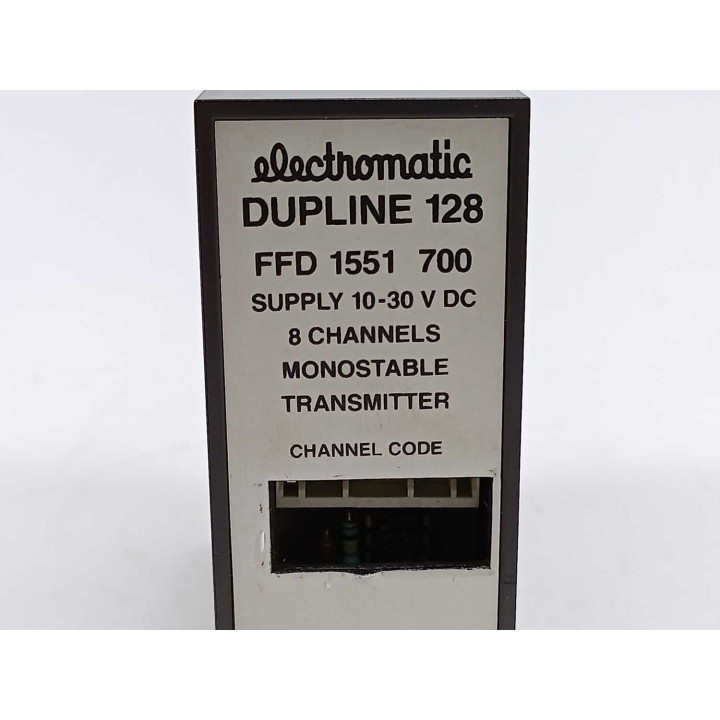 electromatic
DUPLINE 128
FFD 1551 700
SUPPLY 10-30 V DC
8 CHANNELS
MONOSTABLE
TRANSMITTER
CHANNEL CODE